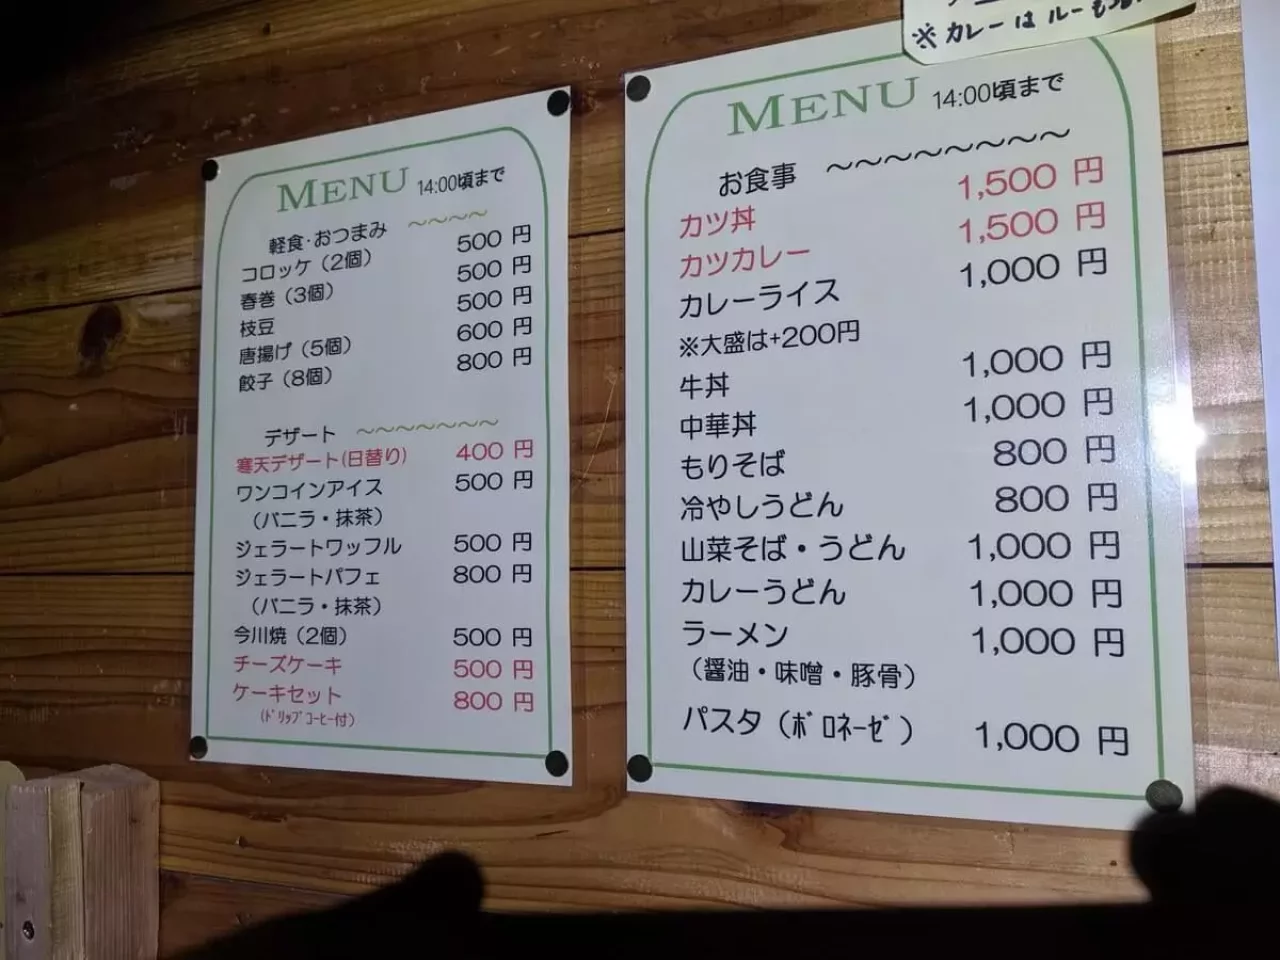 MENU 14:00頃まで
軽食・おつまみ 〜〜〜〜
コロッケ（2個） 500 円
春巻（3個） 500 円
枝豆 500 円
唐揚げ（5個） 600 円
餃子（8個） 800 円
デザート 〜〜〜〜〜〜〜
寒天デザート(日替り) 400 円
ワンコインアイス 500 円
（バニラ・抹茶）
ジェラートワッフル 500 円
ジェラートパフェ 800 円
（バニラ・抹茶）
今川焼（2個） 500 円
チーズケーキ 500 円
ケーキセット 800 円
（ﾄﾞﾘｯﾌﾟｺｰﾋｰ付）
※カレーは ルーも
MENU 14:00頃まで
お食事 〜〜〜〜〜〜〜〜
カツ丼 1,500 円
カツカレー 1,500 円
カレーライス 1,000 円
※大盛は+200円
牛丼 1,000 円
中華丼 1,000 円
もりそば 800 円
冷やしうどん 800 円
山菜そば・うどん 1,000 円
カレーうどん 1,000 円
ラーメン 1,000 円
（醤油・味噌・豚骨）
パスタ（ﾎﾞﾛﾈｰｾﾞ） 1,000 円